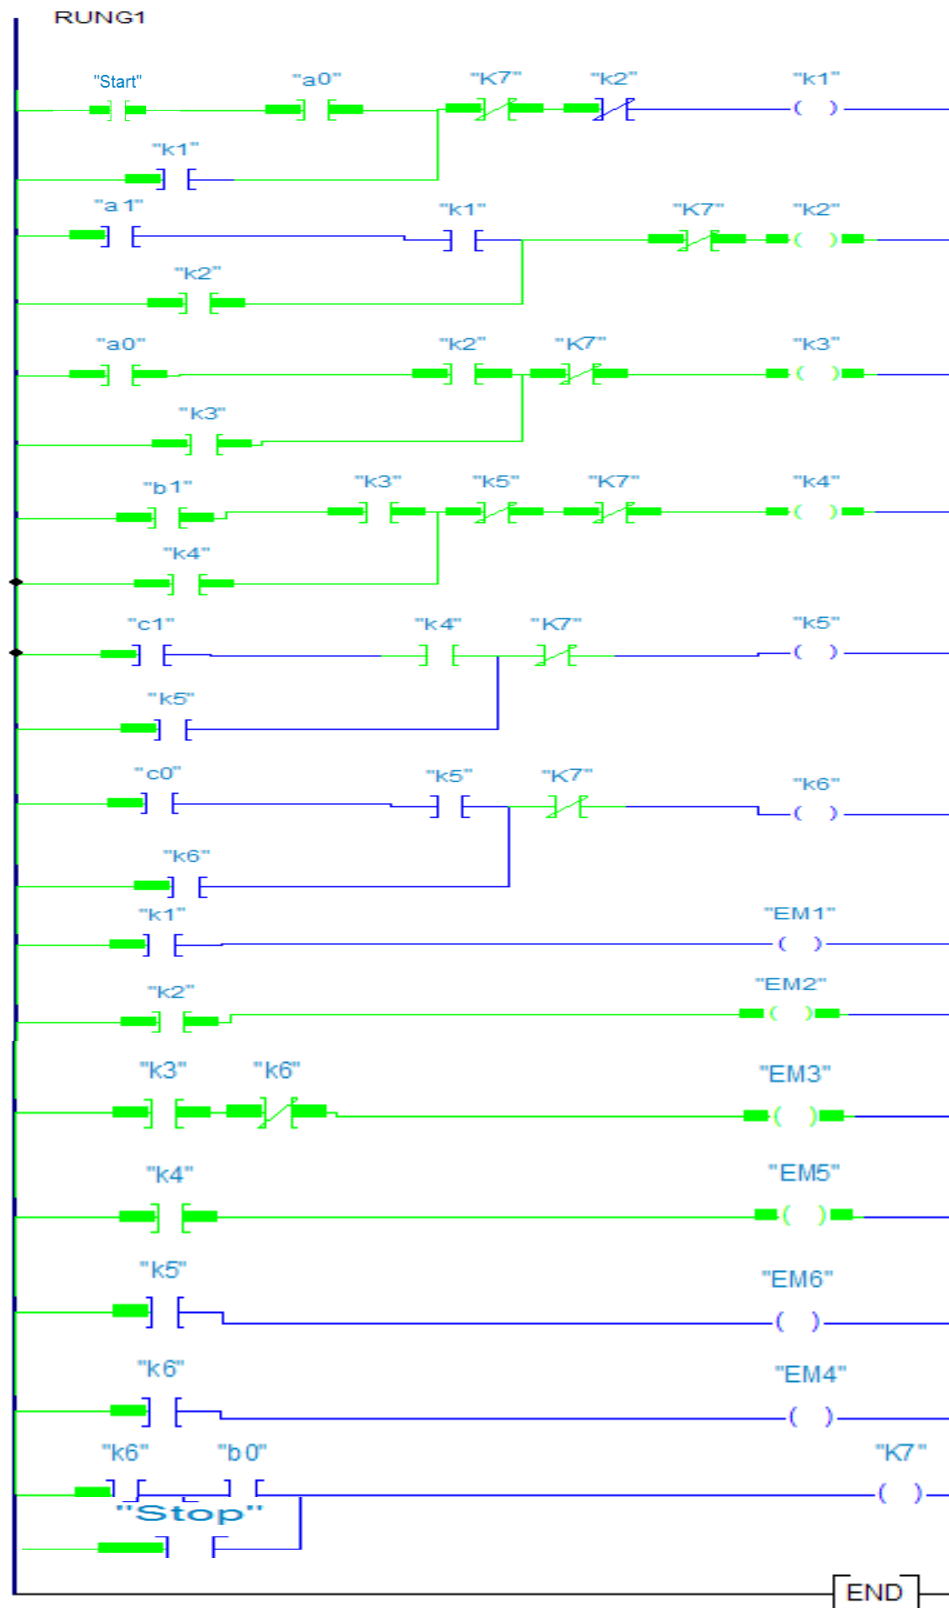 RUNG1
"Start" "a0" "K7" "k2" "k1"
"k1"
"a1" "k1" "K7" "k2"
"k2"
"a0" "k2" "K7" "k3"
"k3"
"b1" "k3" "k5" "K7" "k4"
"k4"
"c1" "k4" "K7" "k5"
"k5"
"c0" "k5" "K7" "k6"
"k6"
"k1" "EM1"
"k2" "EM2"
"k3" "k6" "EM3"
"k4" "EM5"
"k5" "EM6"
"k6" "EM4"
"k6" "b0" "K7"
"Stop"
END